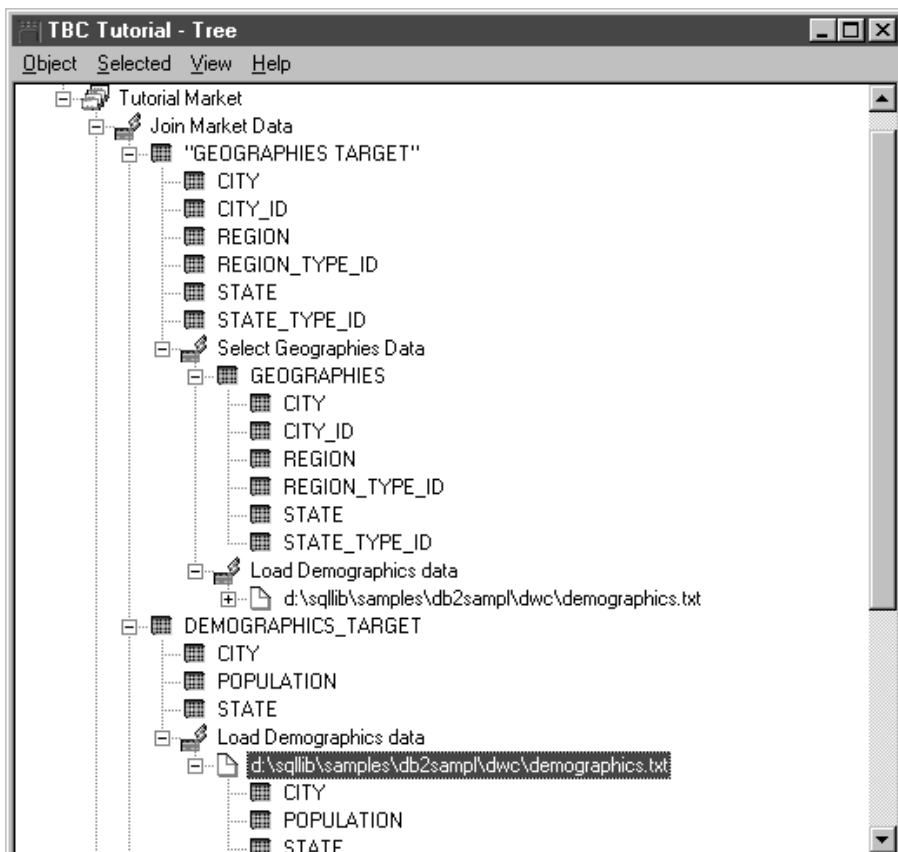 TBC Tutorial - Tree
Object Selected View Help
Tutorial Market
Join Market Data
"GEOGRAPHIES TARGET"
CITY
CITY_ID
REGION
REGION_TYPE_ID
STATE
STATE_TYPE_ID
Select Geographies Data
GEOGRAPHIES
CITY
CITY_ID
REGION
REGION_TYPE_ID
STATE
STATE_TYPE_ID
Load Demographics data
d:\sqllib\samples\db2sampl\dwc\demographics.txt
DEMOGRAPHICS_TARGET
CITY
POPULATION
STATE
Load Demographics data
d:\sqllib\samples\db2sampl\dwc\demographics.txt
CITY
POPULATION
STATE